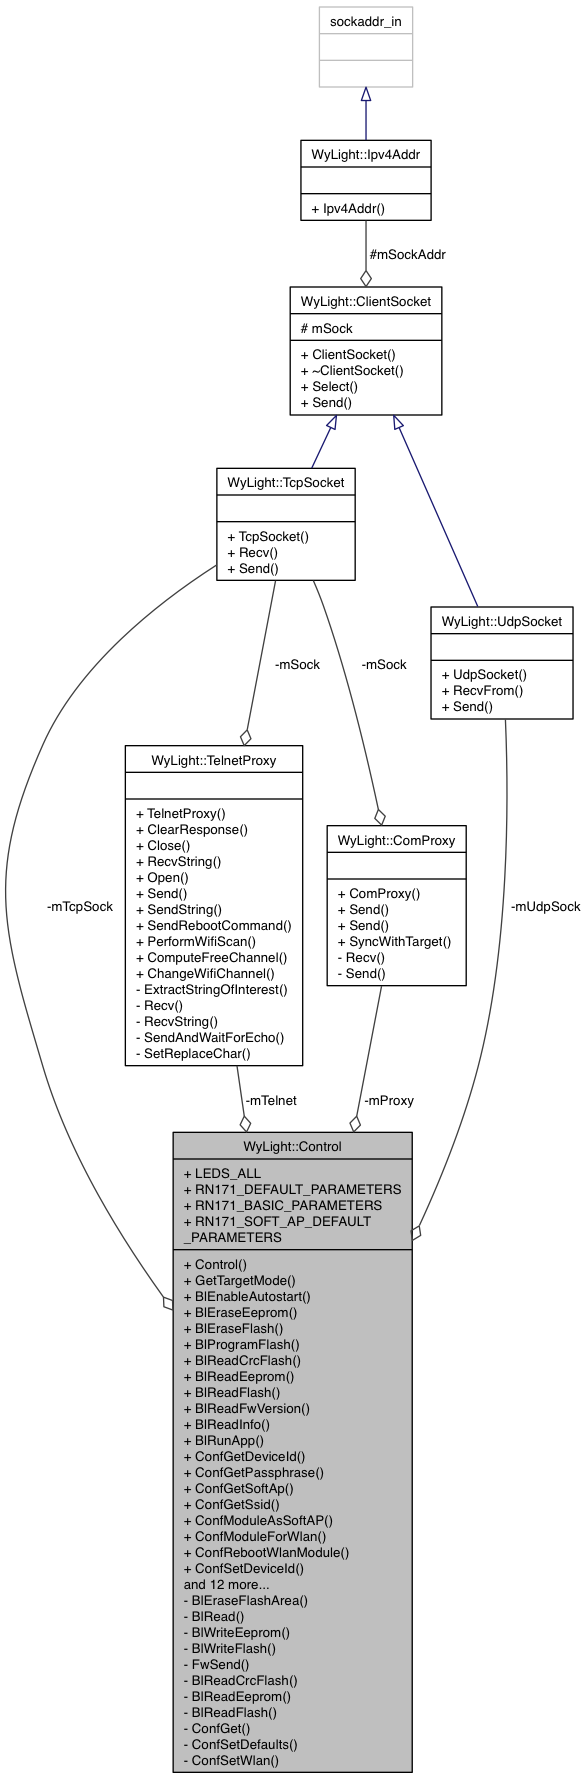 sockaddr_in
WyLight::Ipv4Addr
+ Ipv4Addr()
#mSockAddr
WyLight::ClientSocket
# mSock
+ ClientSocket()
+ ~ClientSocket()
+ Select()
+ Send()
WyLight::TcpSocket
+ TcpSocket()
+ Recv()
+ Send()
WyLight::UdpSocket
+ UdpSocket()
+ RecvFrom()
+ Send()
-mSock
-mSock
WyLight::TelnetProxy
+ TelnetProxy()
+ ClearResponse()
+ Close()
+ RecvString()
+ Open()
+ Send()
+ SendString()
+ SendRebootCommand()
+ PerformWifiScan()
+ ComputeFreeChannel()
+ ChangeWifiChannel()
- ExtractStringOfInterest()
- Recv()
- RecvString()
- SendAndWaitForEcho()
- SetReplaceChar()
WyLight::ComProxy
+ ComProxy()
+ Send()
+ Send()
+ SyncWithTarget()
- Recv()
- Send()
-mTcpSock
-mUdpSock
-mTelnet
-mProxy
WyLight::Control
+ LEDS_ALL
+ RN171_DEFAULT_PARAMETERS
+ RN171_BASIC_PARAMETERS
+ RN171_SOFT_AP_DEFAULT
_PARAMETERS
+ Control()
+ GetTargetMode()
+ BlEnableAutostart()
+ BlEraseEeprom()
+ BlEraseFlash()
+ BlProgramFlash()
+ BlReadCrcFlash()
+ BlReadEeprom()
+ BlReadFlash()
+ BlReadFwVersion()
+ BlReadInfo()
+ BlRunApp()
+ ConfGetDeviceId()
+ ConfGetPassphrase()
+ ConfGetSoftAp()
+ ConfGetSsid()
+ ConfModuleAsSoftAP()
+ ConfModuleForWlan()
+ ConfRebootWlanModule()
+ ConfSetDeviceId()
and 12 more...
- BlEraseFlashArea()
- BlRead()
- BlWriteEeprom()
- BlWriteFlash()
- FwSend()
- BlReadCrcFlash()
- BlReadEeprom()
- BlReadFlash()
- ConfGet()
- ConfSetDefaults()
- ConfSetWlan()